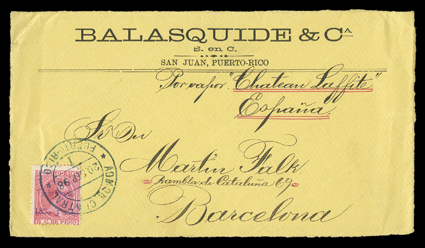 BALASQUIDE & CA
S. en C.
SAN JUAN, PUERTO-RICO
Por vapor "Chateau Laffite"
España
Sr Dn
Martin Falk
Rambla de Cataluña
Barcelona